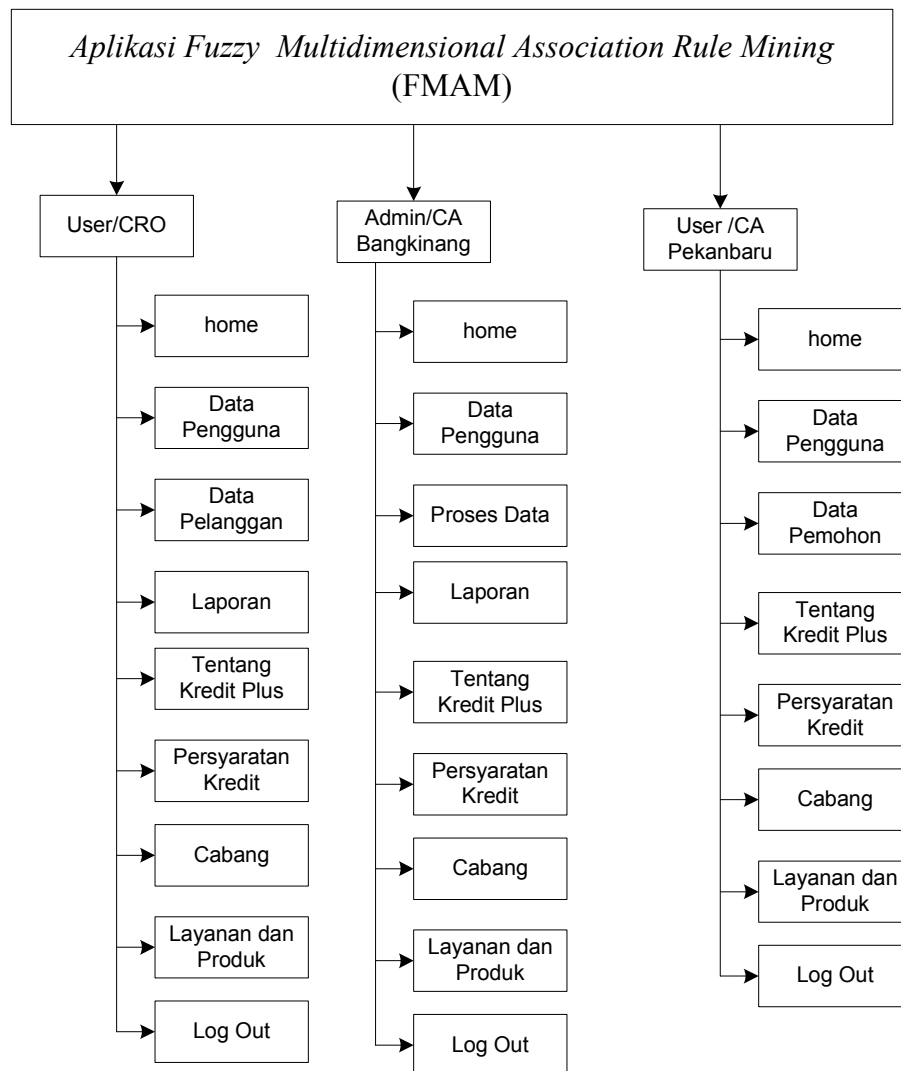 Aplikasi Fuzzy Multidimensional Association Rule Mining
(FMAM)
User/CRO
home
Data
Pengguna
Data
Pelanggan
Laporan
Tentang
Kredit Plus
Persyaratan
Kredit
Cabang
Layanan dan
Produk
Log Out
Admin/CA
Bangkinang
home
Data
Pengguna
Proses Data
Laporan
Tentang
Kredit Plus
Persyaratan
Kredit
Cabang
Layanan dan
Produk
Log Out
User /CA
Pekanbaru
home
Data
Pengguna
Data
Pemohon
Tentang
Kredit Plus
Persyaratan
Kredit
Cabang
Layanan dan
Produk
Log Out